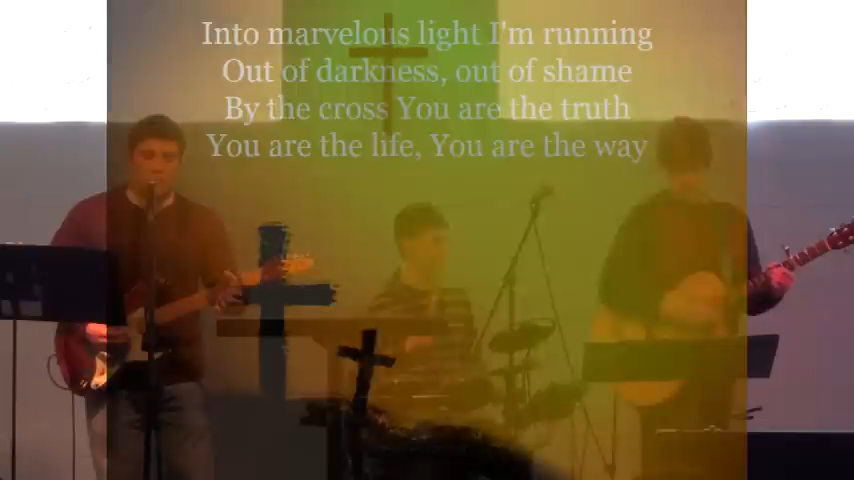 Into marvelous light I'm running
Out of darkness, out of shame
By the cross You are the truth
You are the life, You are the way